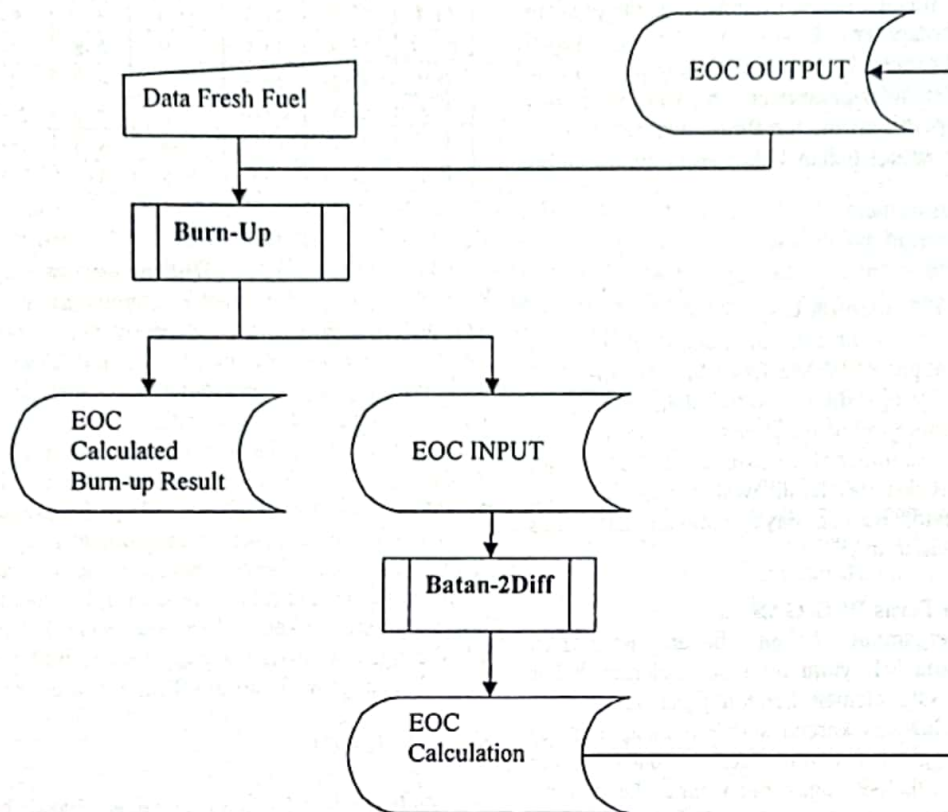 EOC OUTPUT
Data Fresh Fuel
Burn-Up
EOC
Calculated
Burn-up Result
EOC INPUT
Batan-2Diff
EOC
Calculation